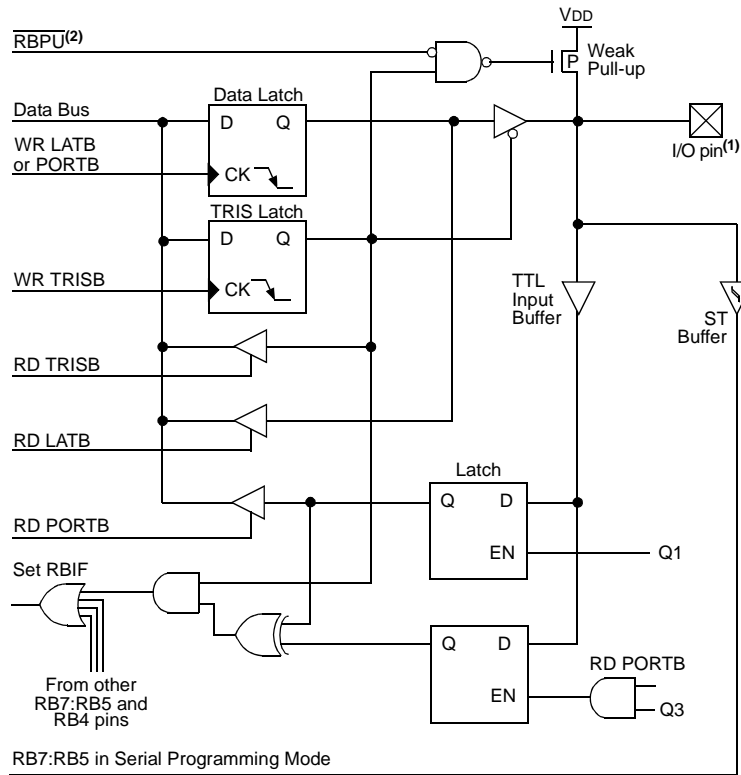 VDD
RBPU(2)
P
Weak
Pull-up
Data Bus
Data Latch
D Q
CK
WR LATB
or PORTB
I/O pin(1)
TRIS Latch
D Q
CK
WR TRISB
TTL
Input
Buffer
ST
Buffer
RD TRISB
RD LATB
Latch
Q D
EN
Q1
RD PORTB
Set RBIF
Q D
EN
RD PORTB
Q3
From other
RB7:RB5 and
RB4 pins
RB7:RB5 in Serial Programming Mode